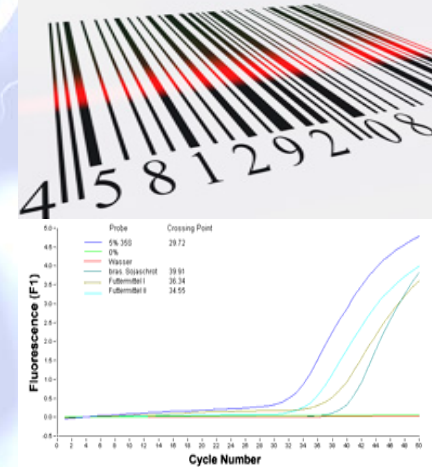 4 581292 08
Probe Crossing Point
5% 35S 29.72
0%
Wasser
bras. Sojaschrot 39.91
Futtermittel I 36.34
Futtermittel II 34.55
Fluorescence (F1)
5.0
4.5
4.0
3.5
3.0
2.5
2.0
1.5
1.0
0.5
0.0
-0.5
0 2 4 6 8 10 12 14 16 18 20 22 24 26 28 30 32 34 36 38 40 42 44 46 48 50
Cycle Number